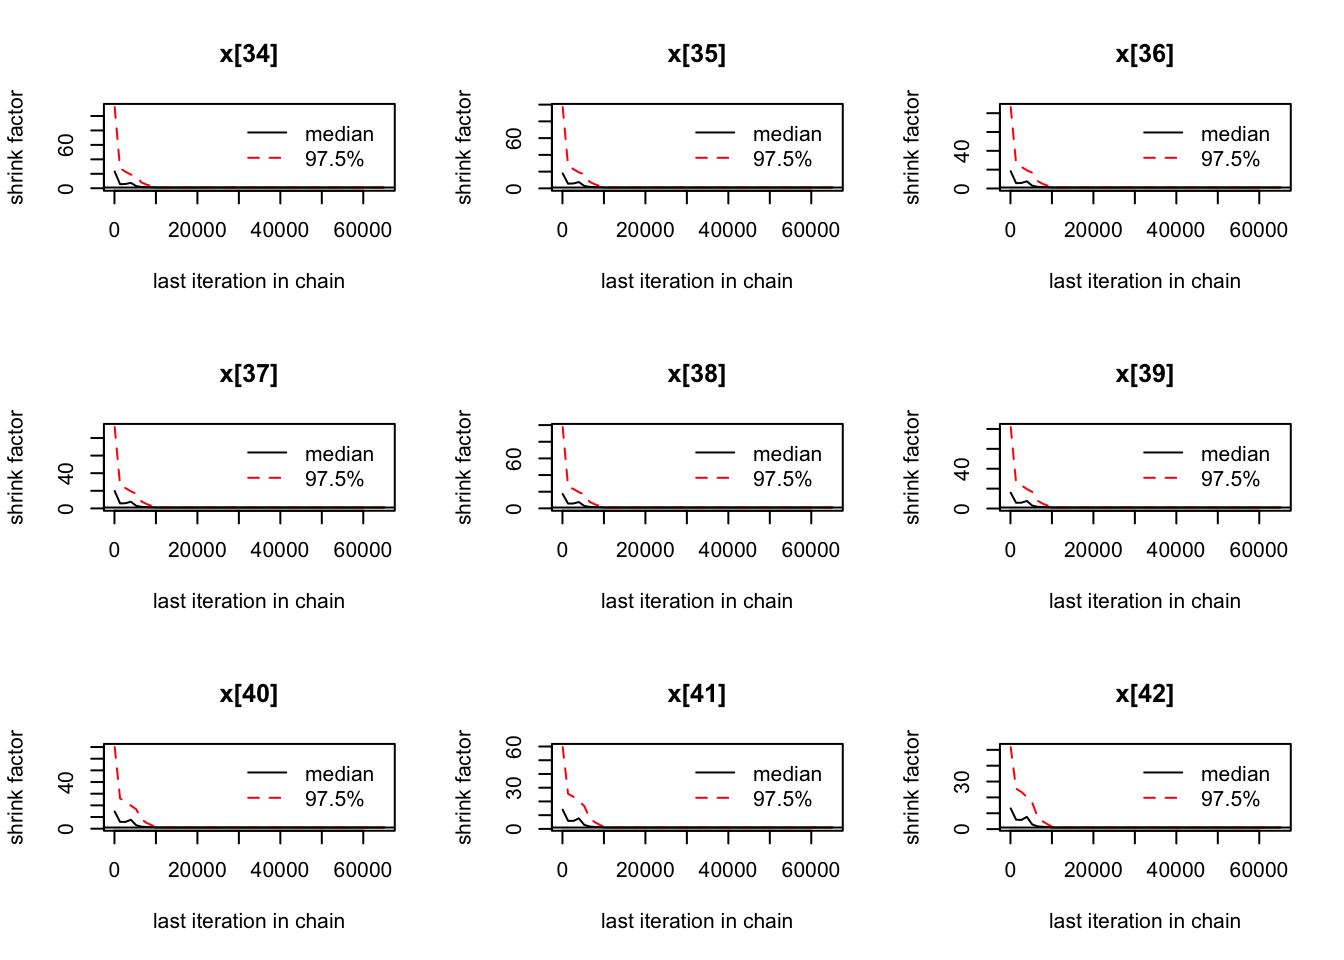 x[34]
shrink factor
60
0
median
97.5%
0 20000 40000 60000
last iteration in chain
x[35]
shrink factor
60
0
median
97.5%
0 20000 40000 60000
last iteration in chain
x[36]
shrink factor
40
0
median
97.5%
0 20000 40000 60000
last iteration in chain
x[37]
shrink factor
40
0
median
97.5%
0 20000 40000 60000
last iteration in chain
x[38]
shrink factor
60
0
median
97.5%
0 20000 40000 60000
last iteration in chain
x[39]
shrink factor
40
0
median
97.5%
0 20000 40000 60000
last iteration in chain
x[40]
shrink factor
40
0
median
97.5%
0 20000 40000 60000
last iteration in chain
x[41]
shrink factor
60
30
0
median
97.5%
0 20000 40000 60000
last iteration in chain
x[42]
shrink factor
30
0
median
97.5%
0 20000 40000 60000
last iteration in chain